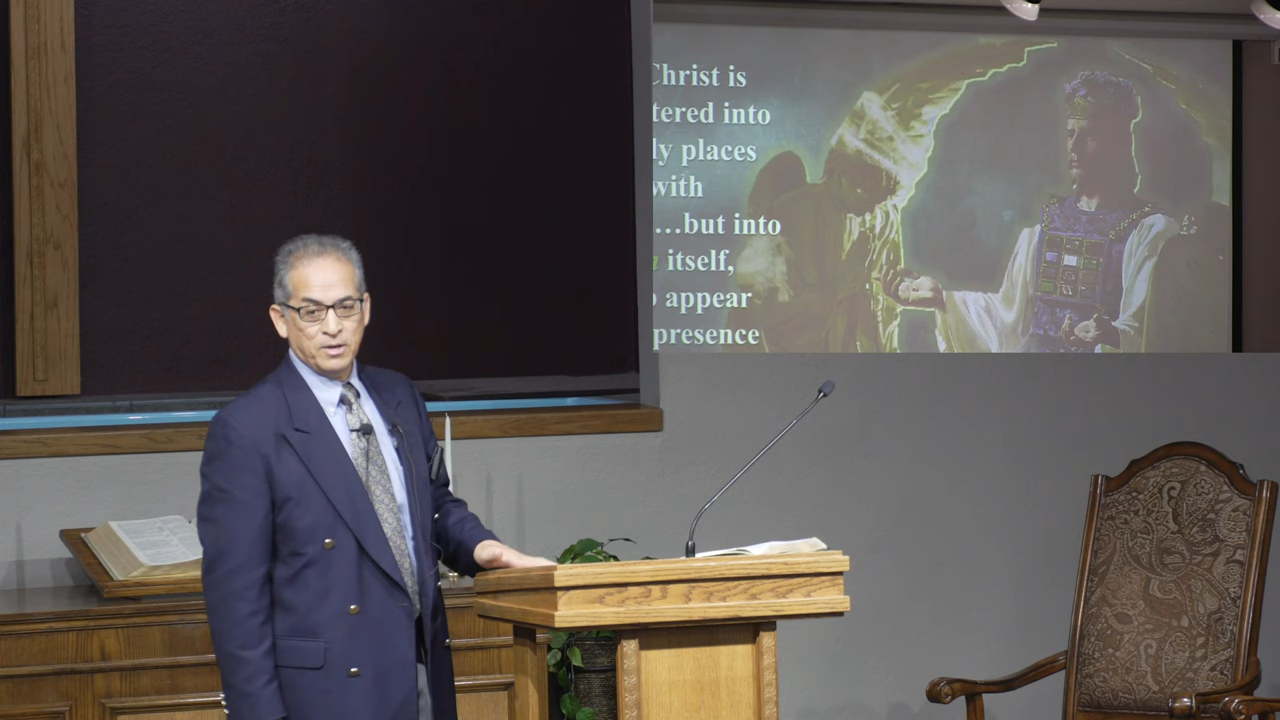 Christ is
tered into
ly places
with
…but into
itself,
appear
presence